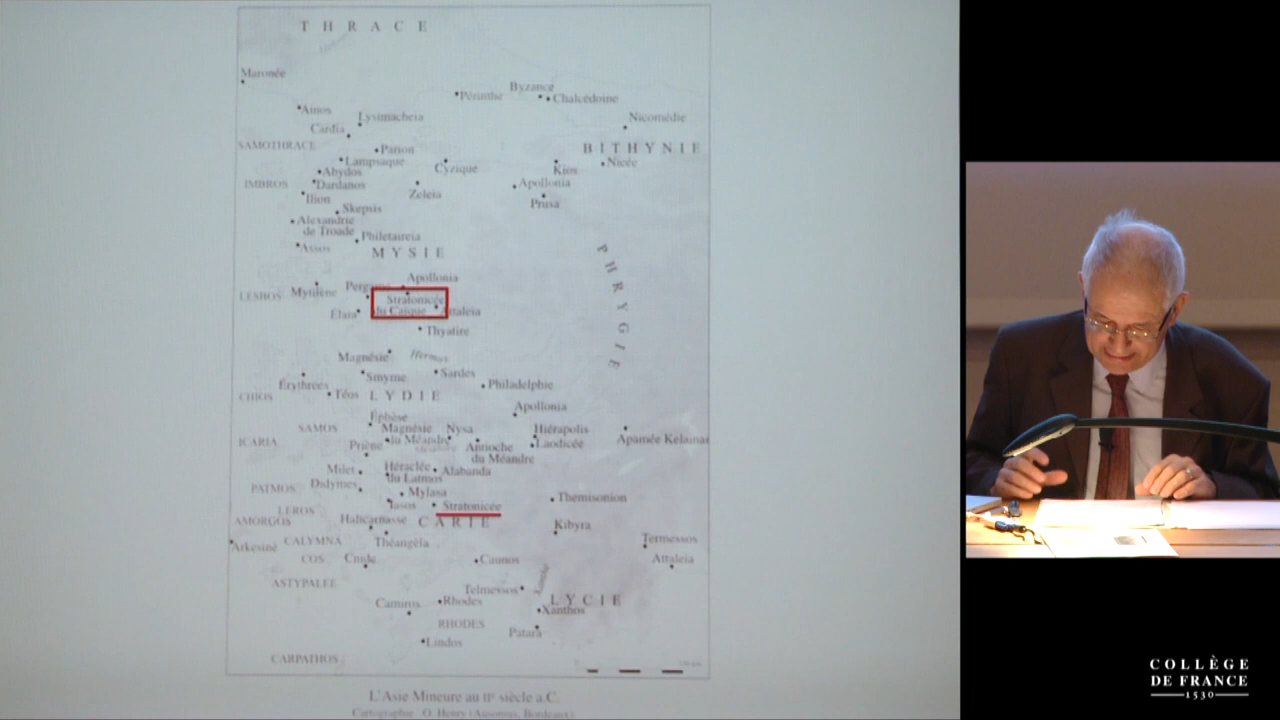 THRACE
Maronée
Périnthe
Byzance
Chalcédoine
Ainos
Lysimacheia
Cardia
Nicomédie
SAMOTHRACE
Parion
BITHYNIE
Lampsaque
Abydos
Cyzique
Kios
Nicée
IMBROS
Dardanos
Apollonia
Ilion
Zeleia
Prusa
Skepsis
Alexandrie
de Troade
Philetaireia
Assos
MYSIE
PHRYGIE
Apollonia
LESBOS
Mytilène
Pergame
Stratonicée
du Caïque
Attaleia
Élaia
Thyatire
Magnésie
Hermos
Smyrne
Sardes
Érythrées
Philadelphie
CHIOS
Téos
LYDIE
Apollonia
Éphèse
SAMOS
Magnésie
du Méandre
Nysa
Hiérapolis
ICARIA
Priène
Antioche
du Méandre
Laodicée
Apamée Kelainai
Milet
Héraclée
du Latmos
Alabanda
Didymes
PATMOS
Mylasa
Iasos
Stratonicée
Themisonion
LEROS
AMORGOS
Halicarnasse
CARIE
Kibyra
Arkesinè
CALYMNA
Théangéla
Termessos
COS
Cnide
Caunos
Attaleia
ASTYPALEE
Telmessos
LYCIE
Camiros
Rhodes
Xanthos
RHODES
Patara
Lindos
CARPATHOS
L'Asie Mineure au IIe siècle a.C.
Cartographie : O. Henry (Ausonius, Bordeaux).
COLLÈGE
DE FRANCE
1530